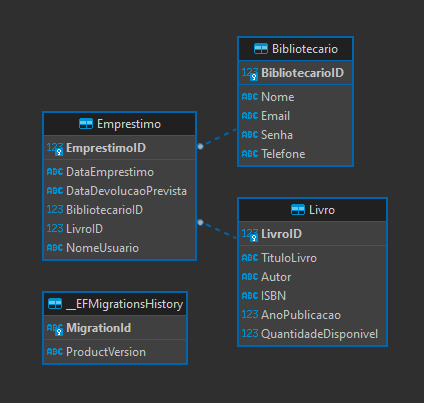 Bibliotecario
123 BibliotecarioID
ABC Nome
ABC Email
ABC Senha
ABC Telefone
Emprestimo
123 EmprestimoID
ABC DataEmprestimo
ABC DataDevolucaoPrevista
123 BibliotecarioID
123 LivroID
ABC NomeUsuario
Livro
123 LivroID
ABC TituloLivro
ABC Autor
ABC ISBN
123 AnoPublicacao
123 QuantidadeDisponivel
__EFMigrationsHistory
ABC MigrationId
ABC ProductVersion